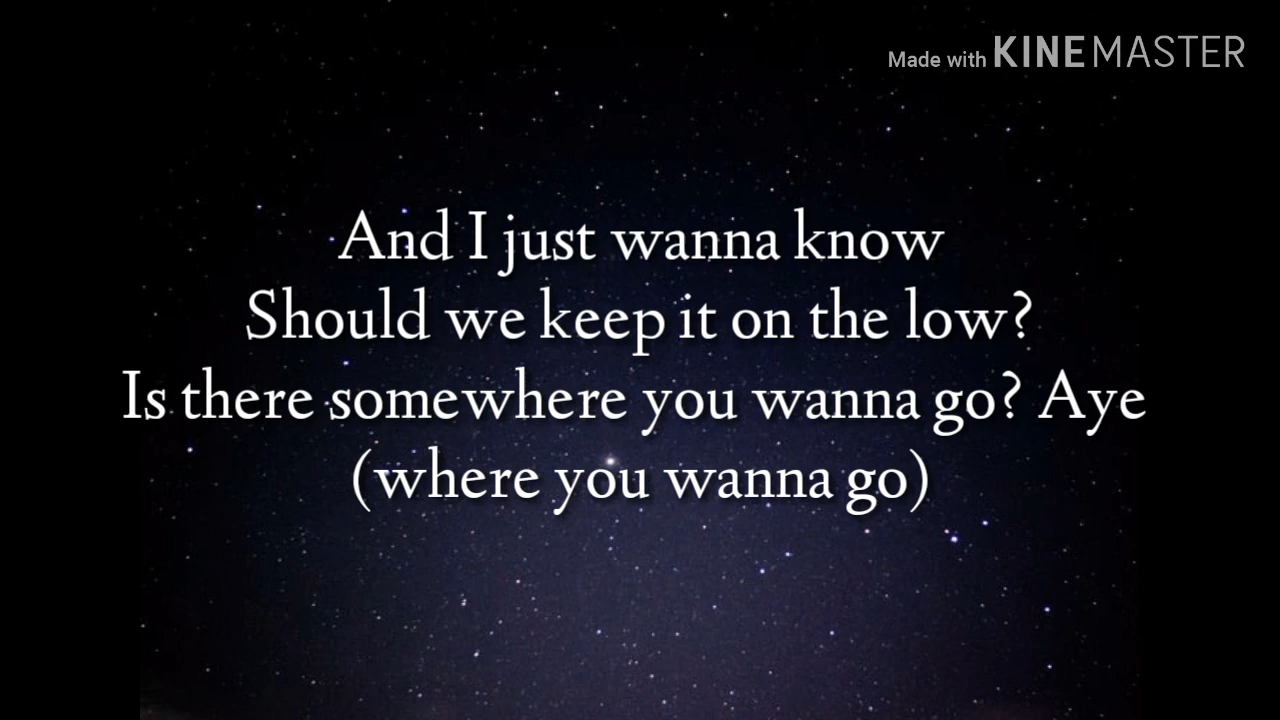 Made with KINEMASTER
And I just wanna know
Should we keep it on the low?
Is there somewhere you wanna go? Aye
(where you wanna go)